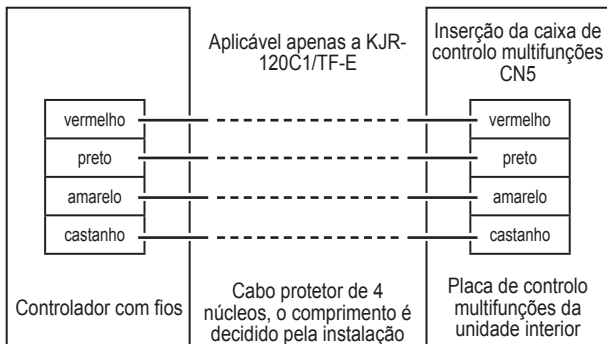 Aplicável apenas a KJR-
120C1/TF-E
Inserção da caixa de
controlo multifunções
CN5
vermelho
preto
amarelo
castanho
vermelho
preto
amarelo
castanho
Controlador com fios
Cabo protetor de 4
núcleos, o comprimento é
decidido pela instalação
Placa de controlo
multifunções da
unidade interior